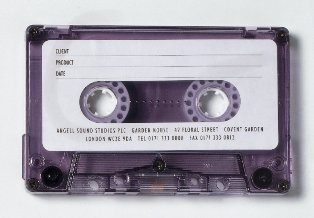 CLIENT
PRODUCT
DATE
ANGELL SOUND STUDIOS PLC GARDEN HOUSE 42 FLORAL STREET COVENT GARDEN
LONDON WC2E 9DA TEL 0171 FAX 0171